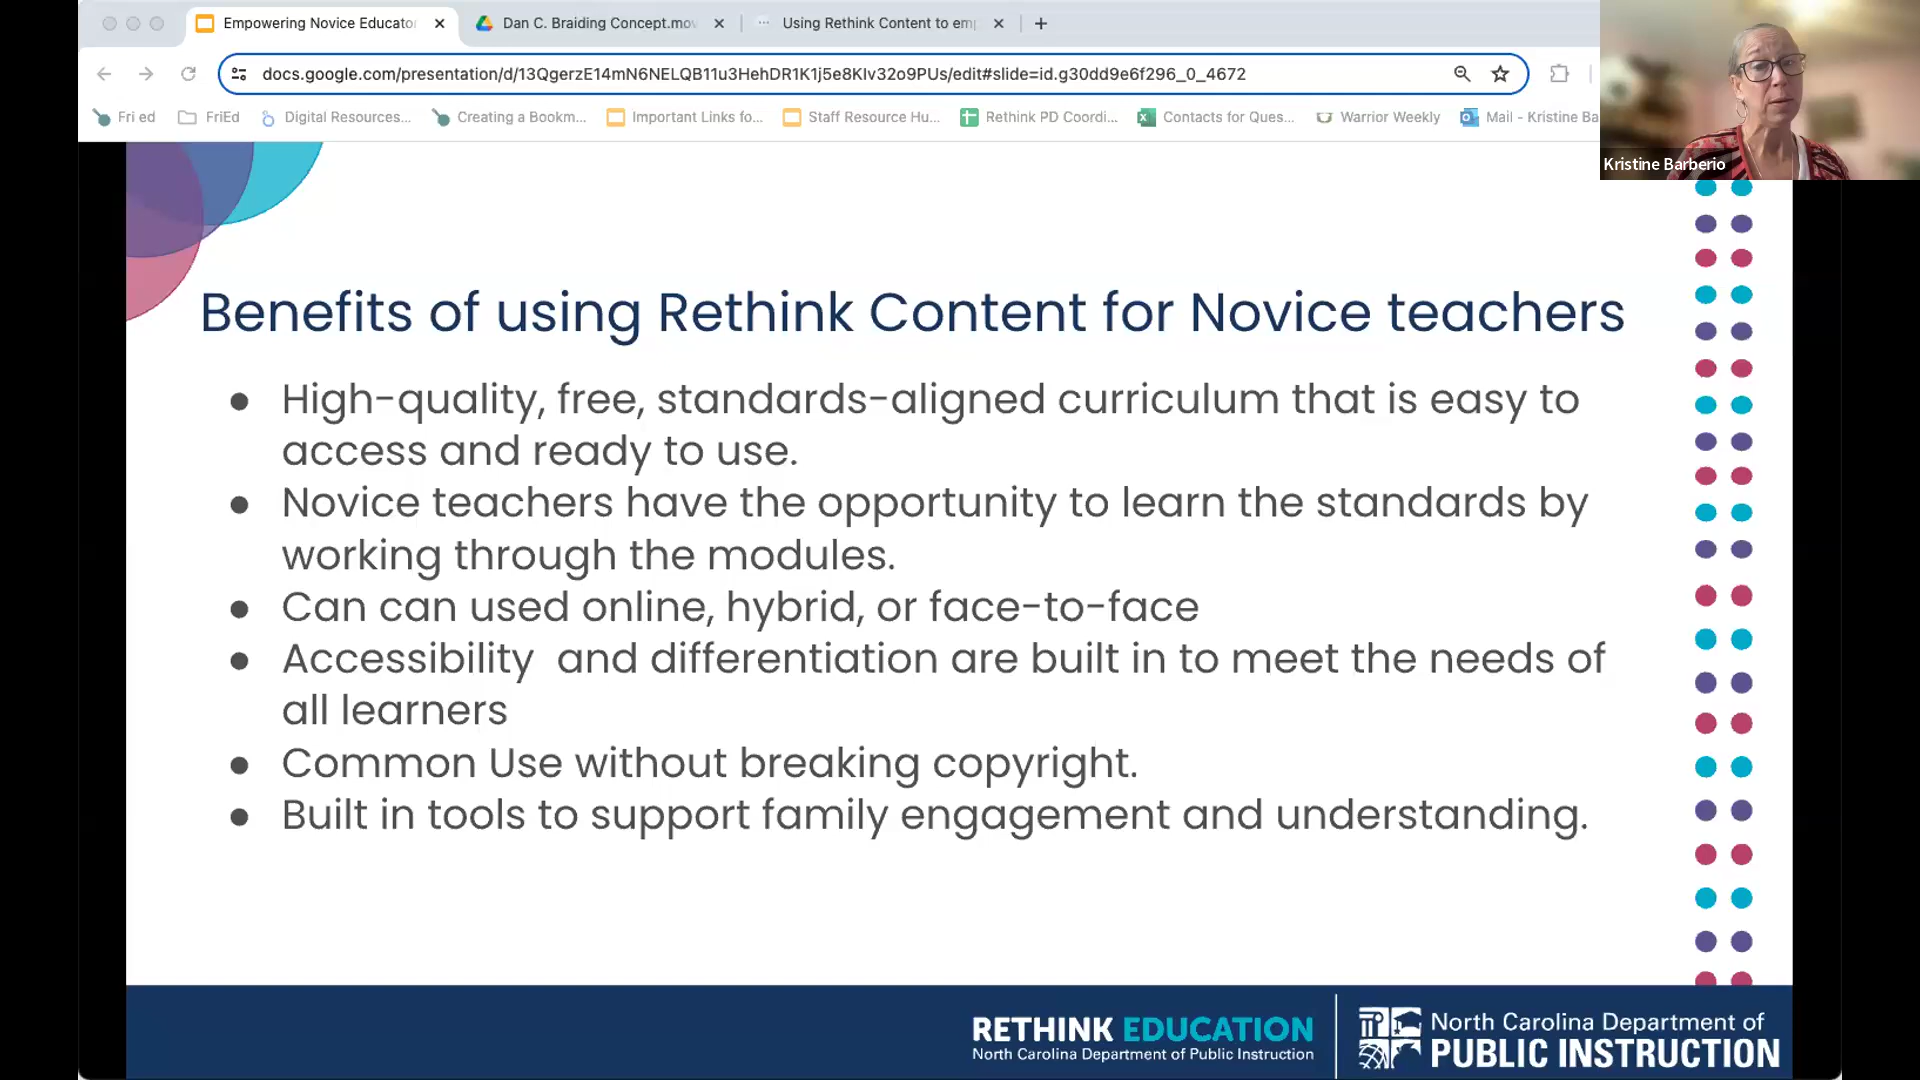 Empowering Novice Educato
Dan C. Braiding Concept.mov
Using Rethink Content to emp
docs.google.com/presentation/d/13QgerzE14mN6NELQB11u3HehDR1K1j5e8KIv32o9PUs/edit#slide=id.g30dd9e6f296_0_4672
Fri ed
FriEd
Digital Resources...
Creating a Bookm...
Important Links fo...
Staff Resource Hu...
Rethink PD Coordi...
Contacts for Ques...
Warrior Weekly
Mail - Kristine Ba
Kristine Barberio
Benefits of using Rethink Content for Novice teachers
● High-quality, free, standards-aligned curriculum that is easy to
access and ready to use.
● Novice teachers have the opportunity to learn the standards by
working through the modules.
● Can can used online, hybrid, or face-to-face
● Accessibility  and differentiation are built in to meet the needs of
all learners
● Common Use without breaking copyright.
● Built in tools to support family engagement and understanding.
RETHINK EDUCATION
North Carolina Department of Public Instruction
North Carolina Department of
PUBLIC INSTRUCTION